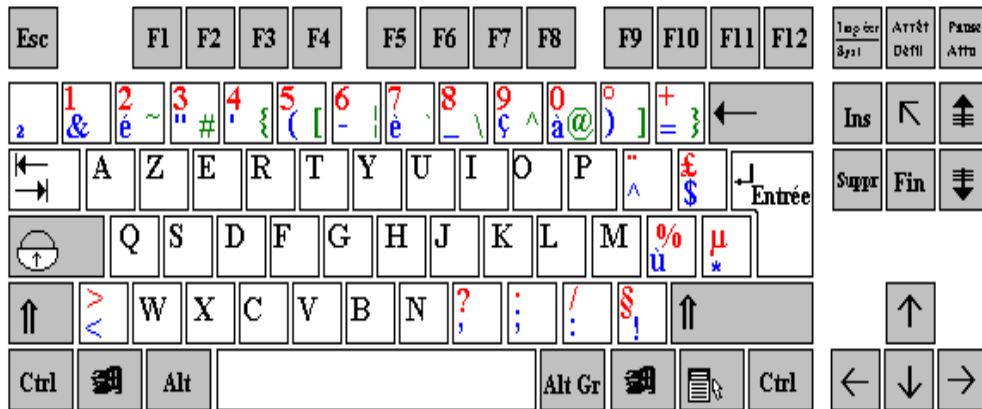 Esc F1 F2 F3 F4 F5 F6 F7 F8 F9 F10 F11 F12 Imp écr Arrêt Pause
Syst Défil Attn
1 2 3 4 5 6 7 8 9 0 ° +
² & é ~ " # ' { ( [ - ¦ è ` _ \ ç ^ à @ ) ] = } ← Ins ↖
A Z E R T Y U I O P ¨ £
^ $ Entrée Suppr Fin
Q S D F G H J K L M % µ
ù *
> W X C V B N ? . / §
< , ; : ! ⇑ ↑
Ctrl Alt Alt Gr Ctrl ← ↓ →